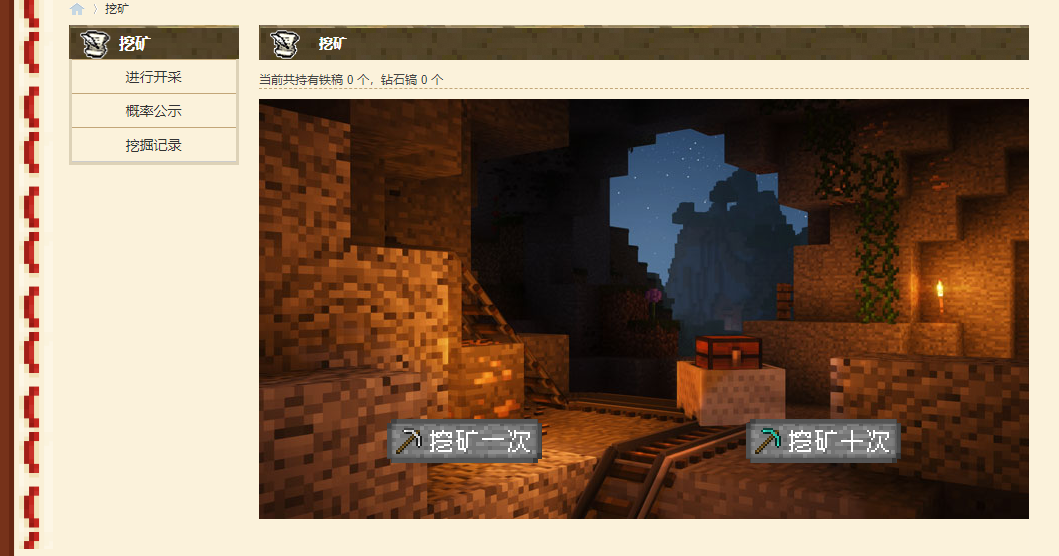 挖矿
挖矿
进行开采
概率公示
挖掘记录
挖矿
当前共持有铁稿 0 个，钻石镐 0 个
挖矿一次
挖矿十次